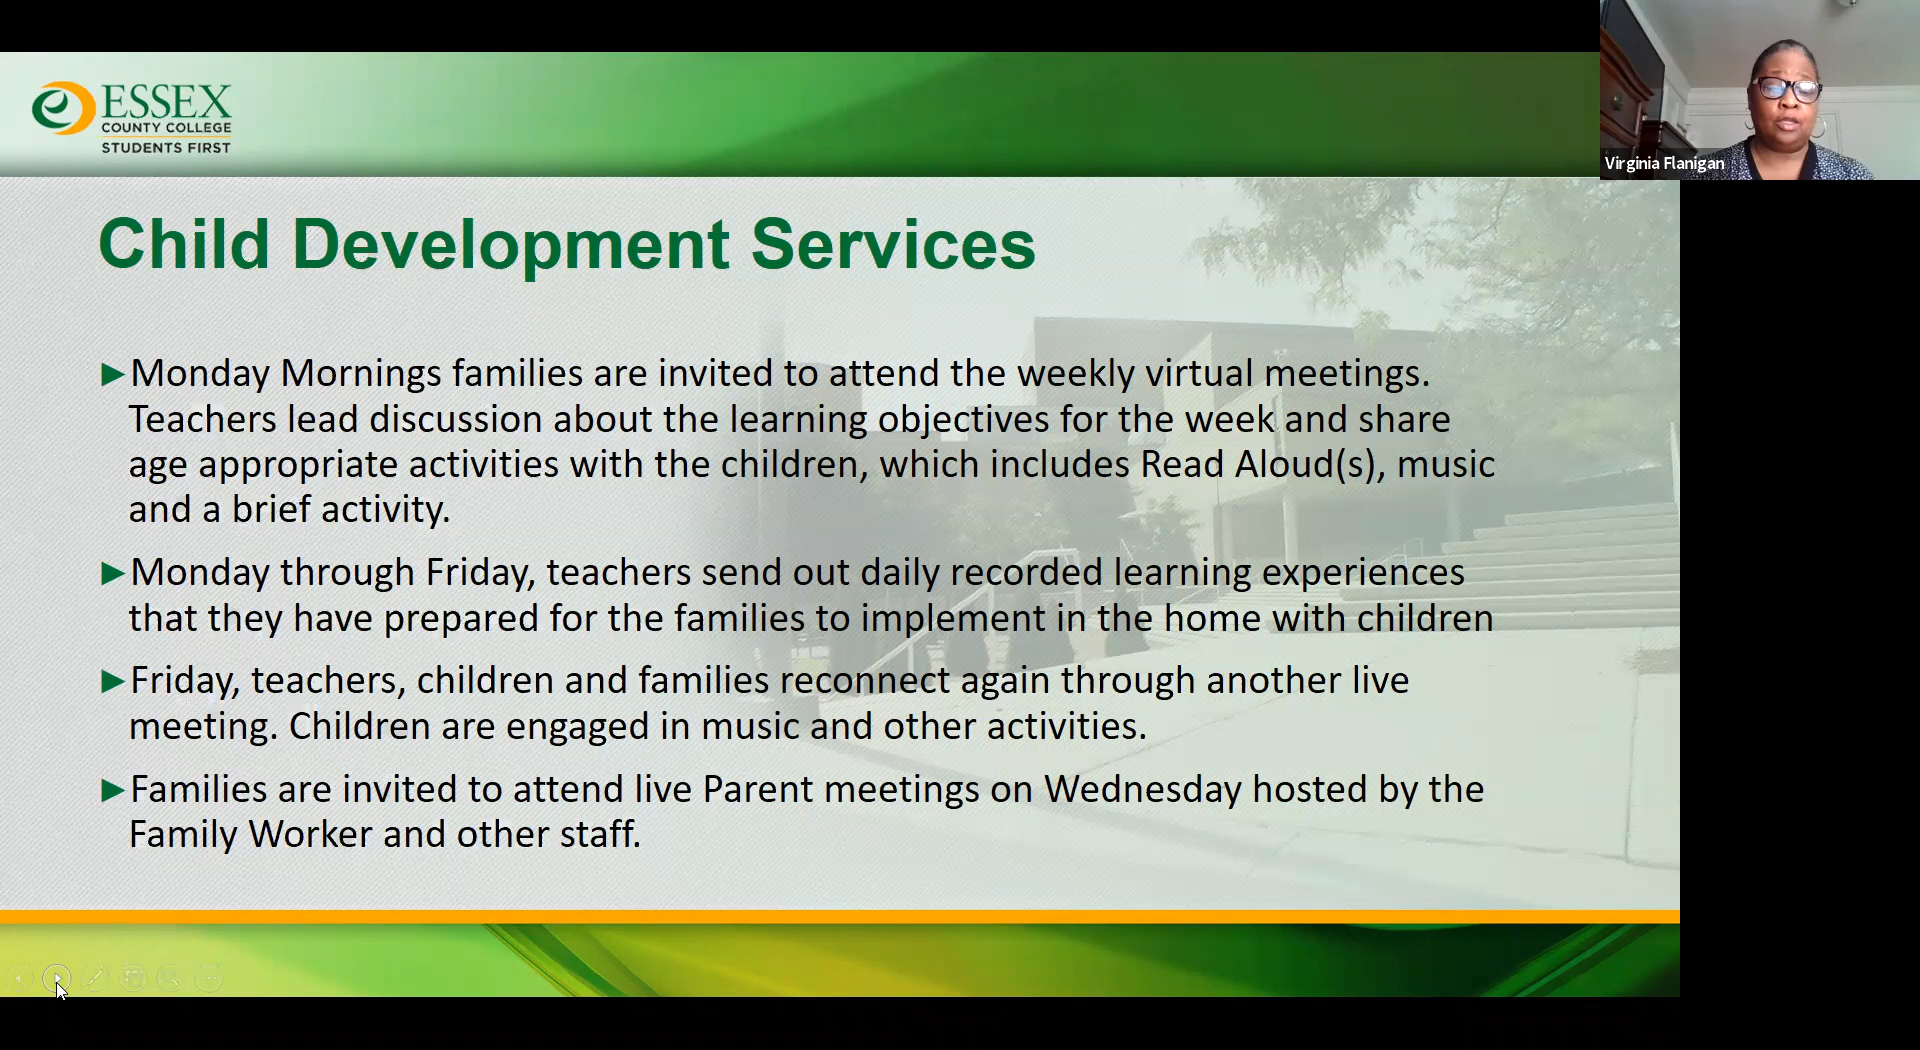 ESSEX
COUNTY COLLEGE
STUDENTS FIRST
Virginia Flanigan
Child Development Services
►Monday Mornings families are invited to attend the weekly virtual meetings.
Teachers lead discussion about the learning objectives for the week and share
age appropriate activities with the children, which includes Read Aloud(s), music
and a brief activity.
►Monday through Friday, teachers send out daily recorded learning experiences
that they have prepared for the families to implement in the home with children
►Friday, teachers, children and families reconnect again through another live
meeting. Children are engaged in music and other activities.
►Families are invited to attend live Parent meetings on Wednesday hosted by the
Family Worker and other staff.